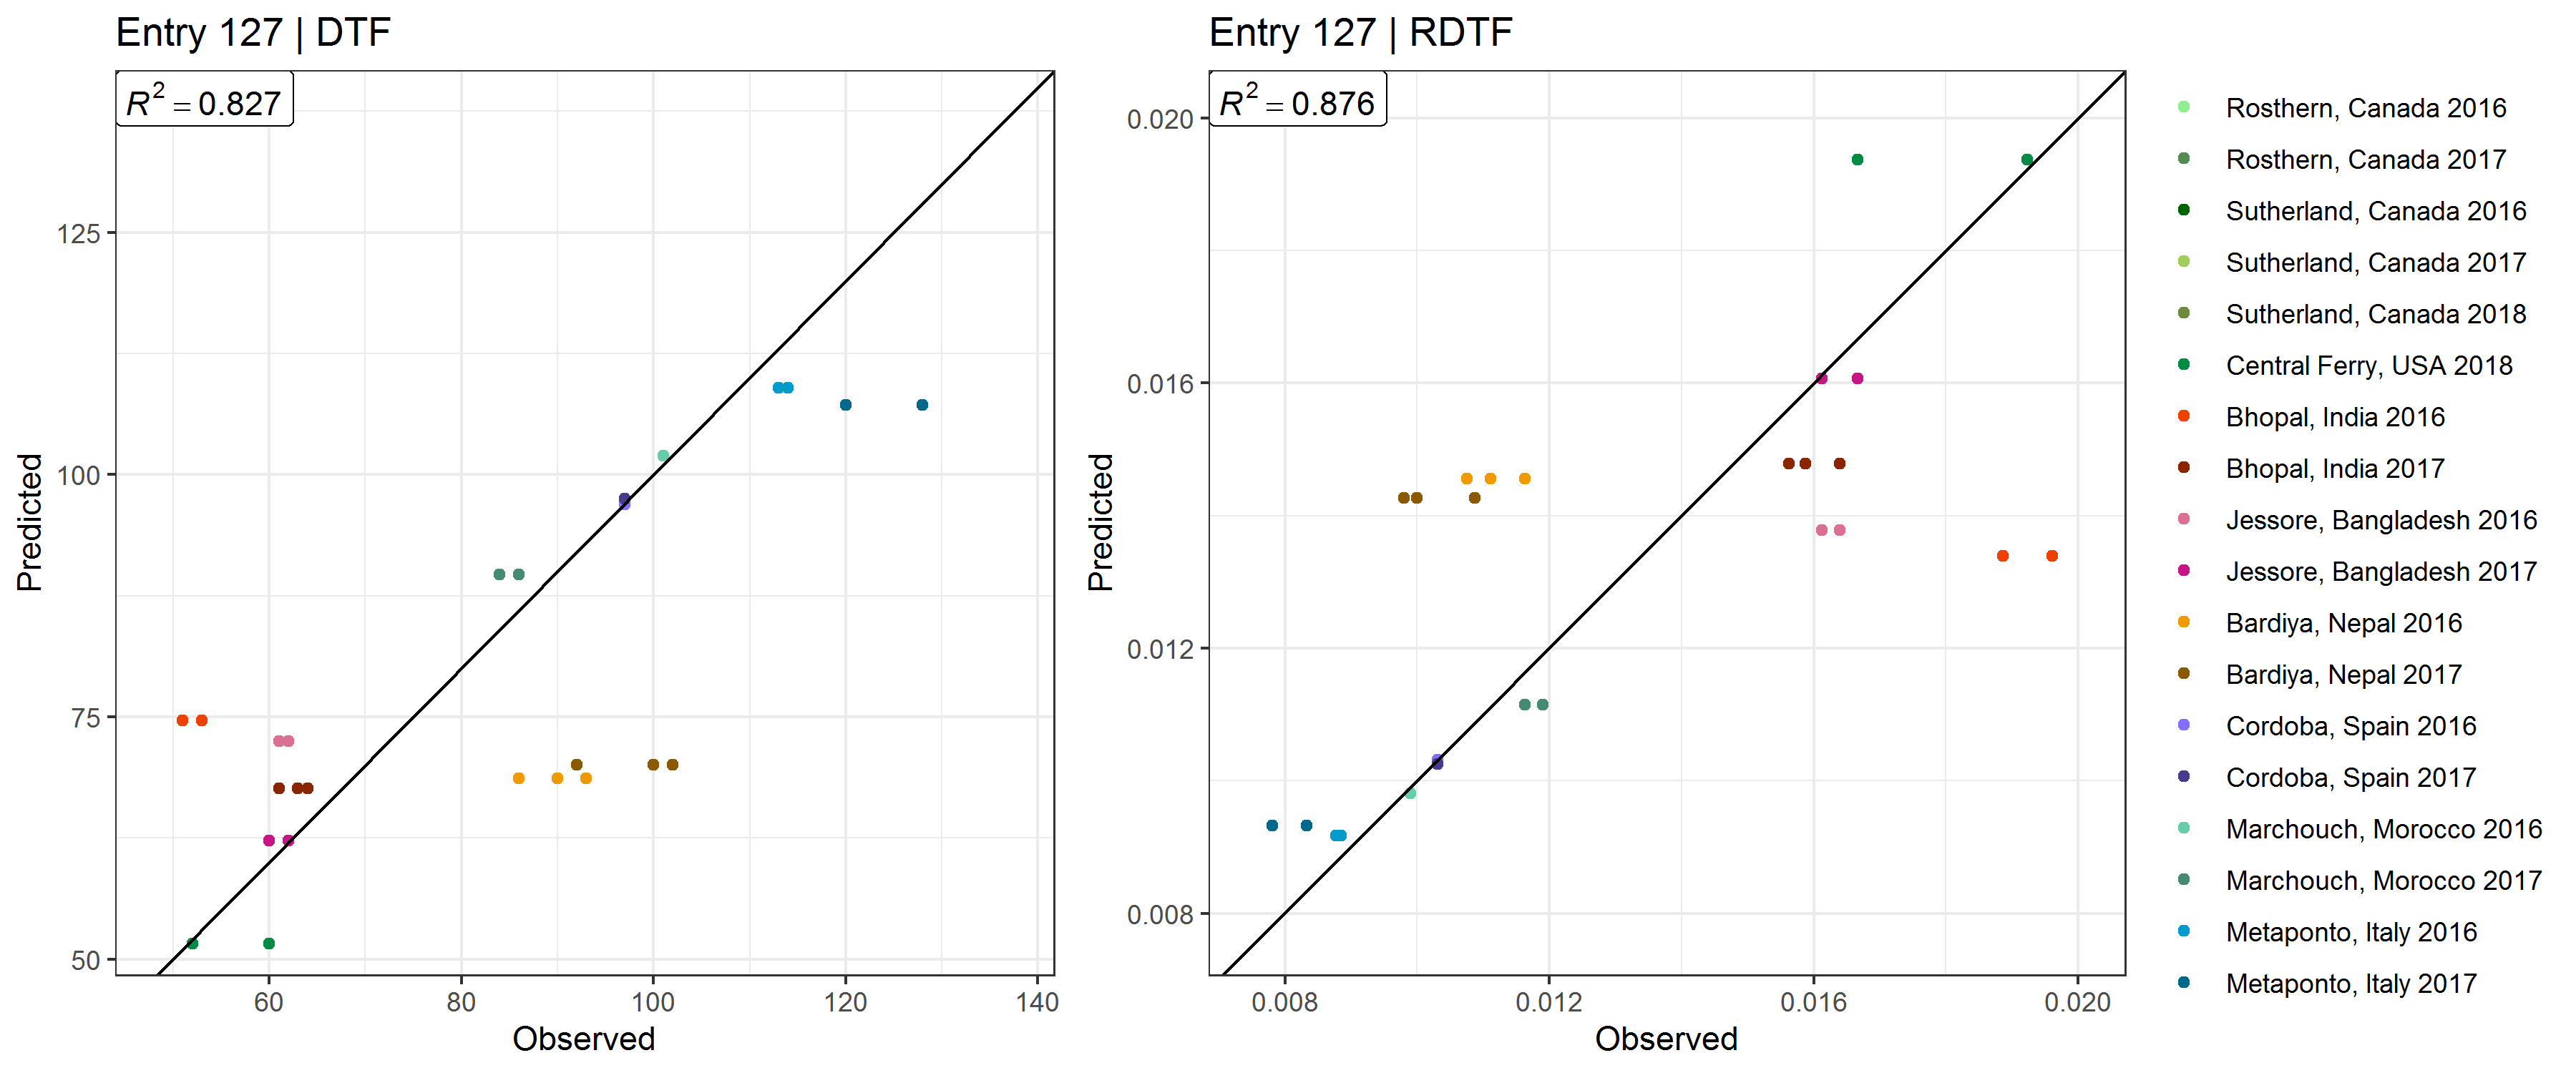 Entry 127 | DTF
R² = 0.827
125
100
75
50
Predicted
60 80 100 120 140
Observed
Entry 127 | RDTF
R² = 0.876
0.020
0.016
0.012
0.008
Predicted
0.008 0.012 0.016 0.020
Observed
Rosthern, Canada 2016
Rosthern, Canada 2017
Sutherland, Canada 2016
Sutherland, Canada 2017
Sutherland, Canada 2018
Central Ferry, USA 2018
Bhopal, India 2016
Bhopal, India 2017
Jessore, Bangladesh 2016
Jessore, Bangladesh 2017
Bardiya, Nepal 2016
Bardiya, Nepal 2017
Cordoba, Spain 2016
Cordoba, Spain 2017
Marchouch, Morocco 2016
Marchouch, Morocco 2017
Metaponto, Italy 2016
Metaponto, Italy 2017